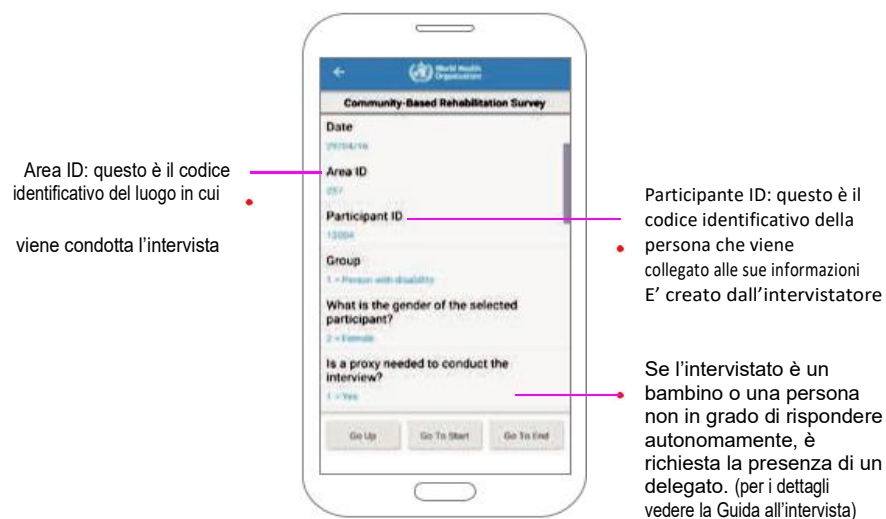 World Health
Organization
Community-Based Rehabilitation Survey
Date
29/04/16
Area ID
257
Participant ID
12004
Group
1 = Person with disability
What is the gender of the selected
participant?
2 = Female
Is a proxy needed to conduct the
interview?
1 = Yes
Go Up
Go To Start
Go To End
Area ID: questo è il codice
identificativo del luogo in cui
viene condotta l’intervista
Participante ID: questo è il
codice identificativo della
persona che viene
collegato alle sue informazioni
E’ creato dall’intervistatore
Se l’intervistato è un
bambino o una persona
non in grado di rispondere
autonomamente, è
richiesta la presenza di un
delegato. (per i dettagli
vedere la Guida all’intervista)